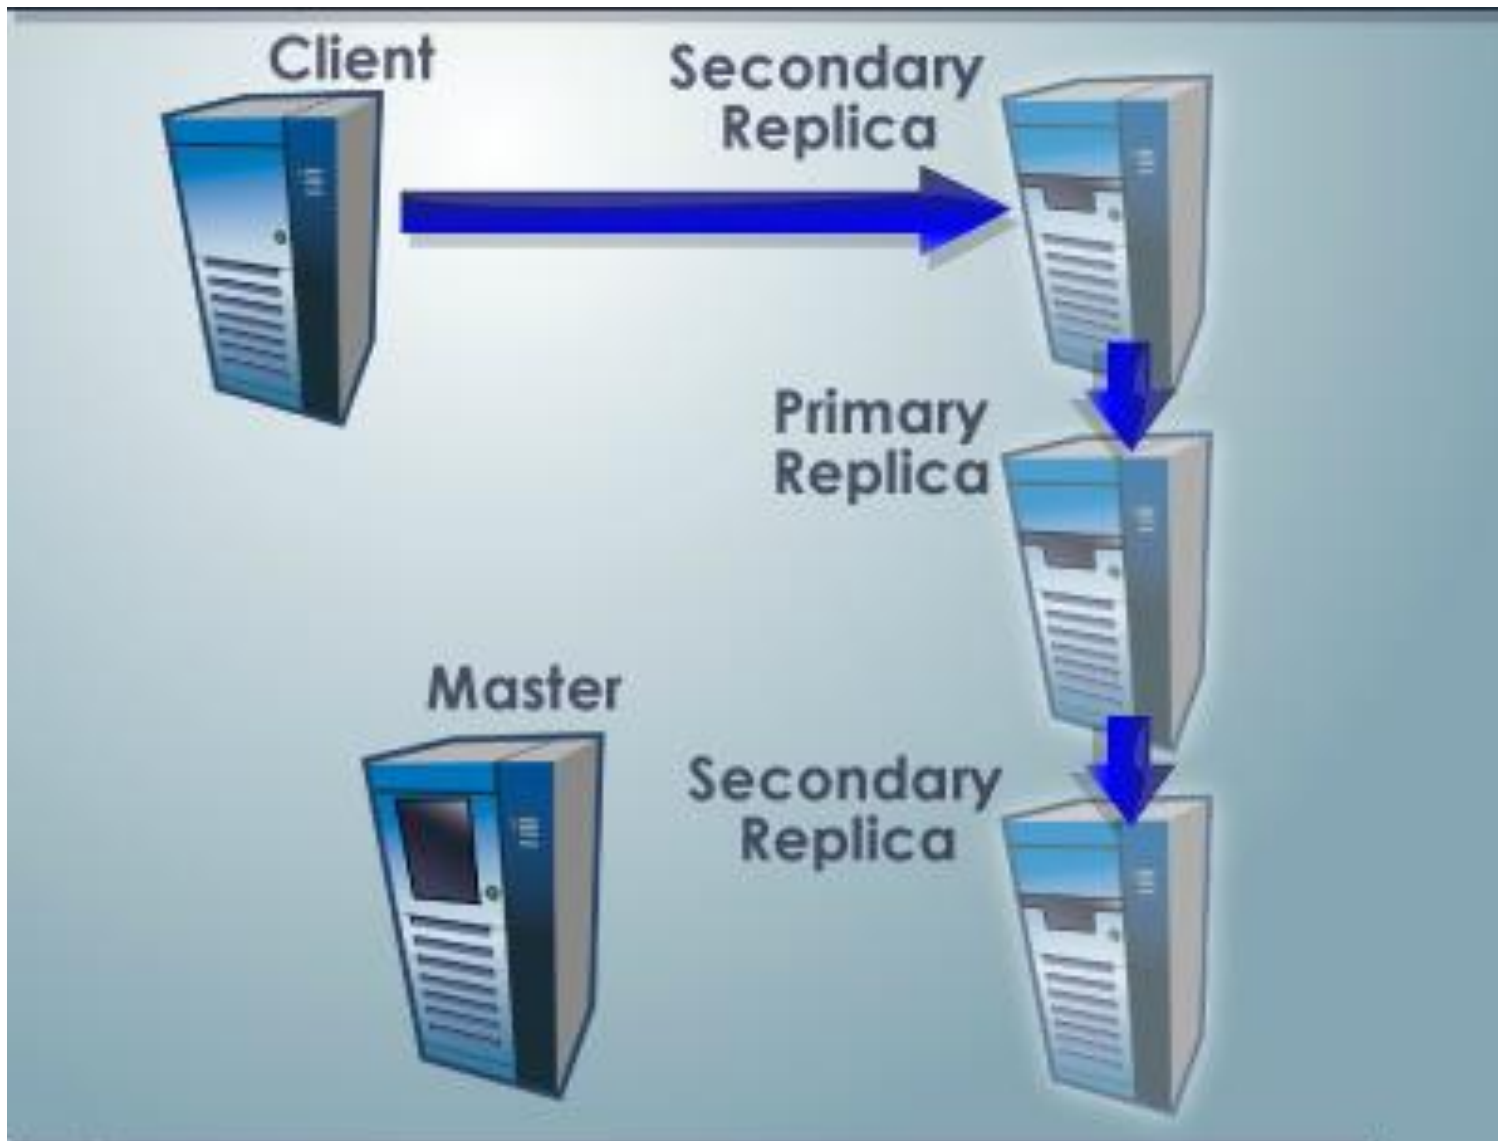 Client
Secondary
Replica
Primary
Replica
Master
Secondary
Replica